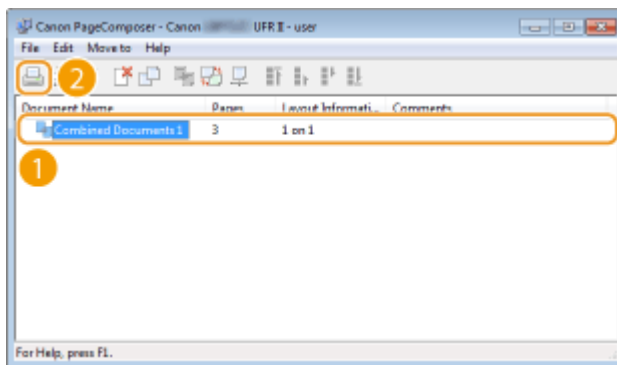 Canon PageComposer - Canon UFR II - user
File Edit Move to Help
2
Document Name Pages Layout Informati... Comments
Combined Documents 1 3 1 on 1
1
For Help, press F1.